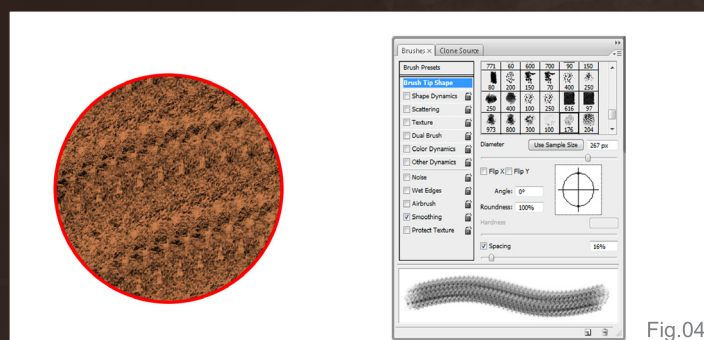 Brushes × Clone Source
Brush Presets
Brush Tip Shape
Shape Dynamics
Scattering
Texture
Dual Brush
Color Dynamics
Other Dynamics
Noise
Wet Edges
Airbrush
Smoothing
Protect Texture
771 60 600 700 90 150
80 200 150 70 400 250
250 400 100 250 616 97
973 800 300 100 176 204
Diameter Use Sample Size 267 px
Flip X Flip Y
Angle: 0°
Roundness: 100%
Hardness
Spacing 16%
Fig.04